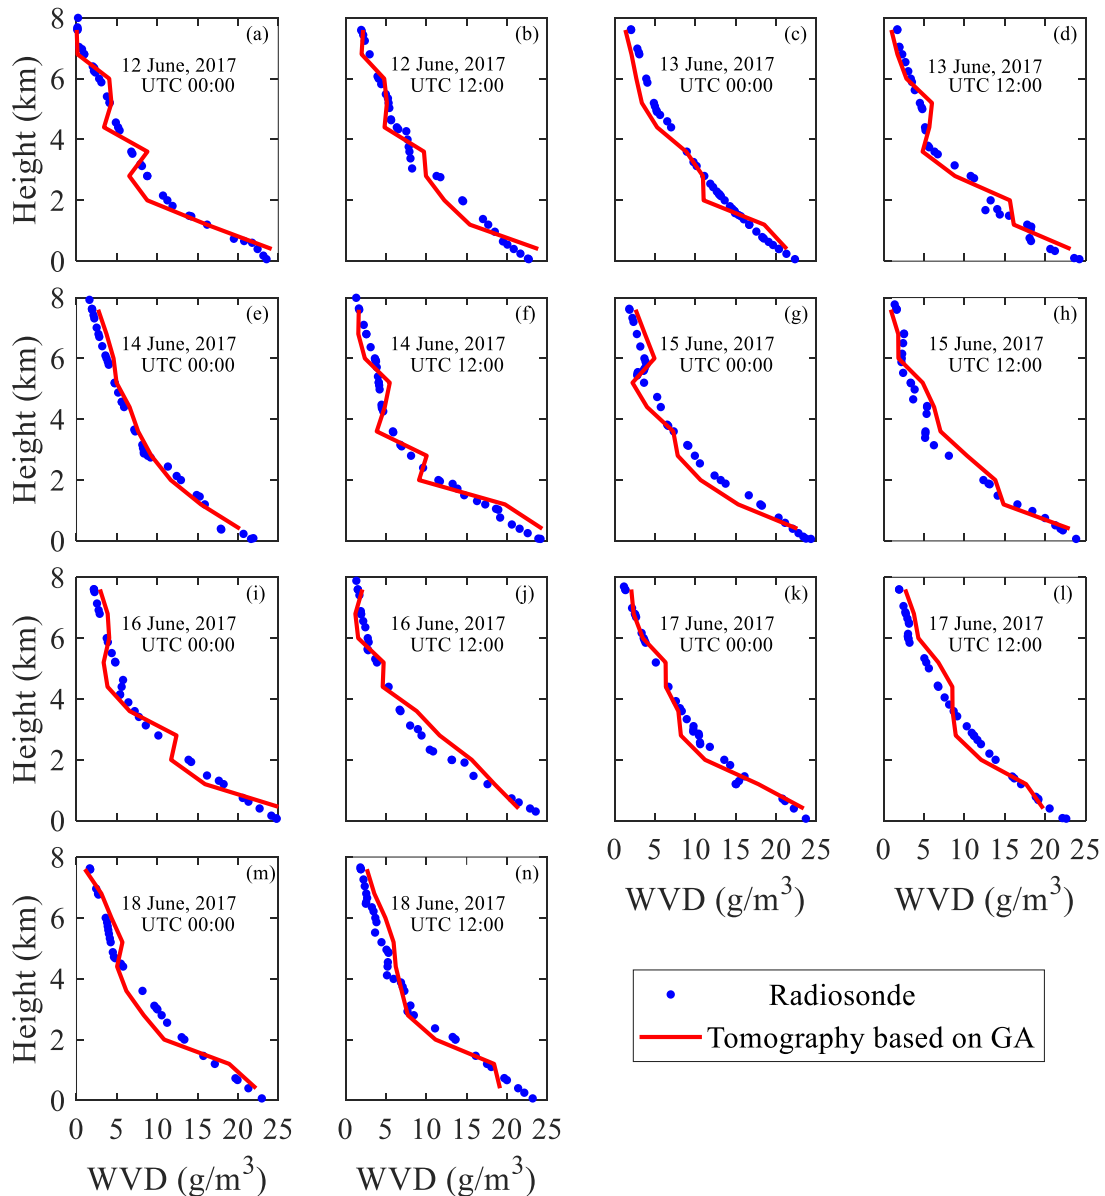 8
6
4
2
0
Height (km)
(a)
12 June, 2017
UTC 00:00
(b)
12 June, 2017
UTC 12:00
(c)
13 June, 2017
UTC 00:00
(d)
13 June, 2017
UTC 12:00
8
6
4
2
0
Height (km)
(e)
14 June, 2017
UTC 00:00
(f)
14 June, 2017
UTC 12:00
(g)
15 June, 2017
UTC 00:00
(h)
15 June, 2017
UTC 12:00
8
6
4
2
0
Height (km)
(i)
16 June, 2017
UTC 00:00
(j)
16 June, 2017
UTC 12:00
(k)
17 June, 2017
UTC 00:00
0 5 10 15 20 25
WVD (g/m³)
(l)
17 June, 2017
UTC 12:00
0 5 10 15 20 25
WVD (g/m³)
8
6
4
2
0
Height (km)
(m)
18 June, 2017
UTC 00:00
0 5 10 15 20 25
WVD (g/m³)
(n)
18 June, 2017
UTC 12:00
0 5 10 15 20 25
WVD (g/m³)
Radiosonde
Tomography based on GA